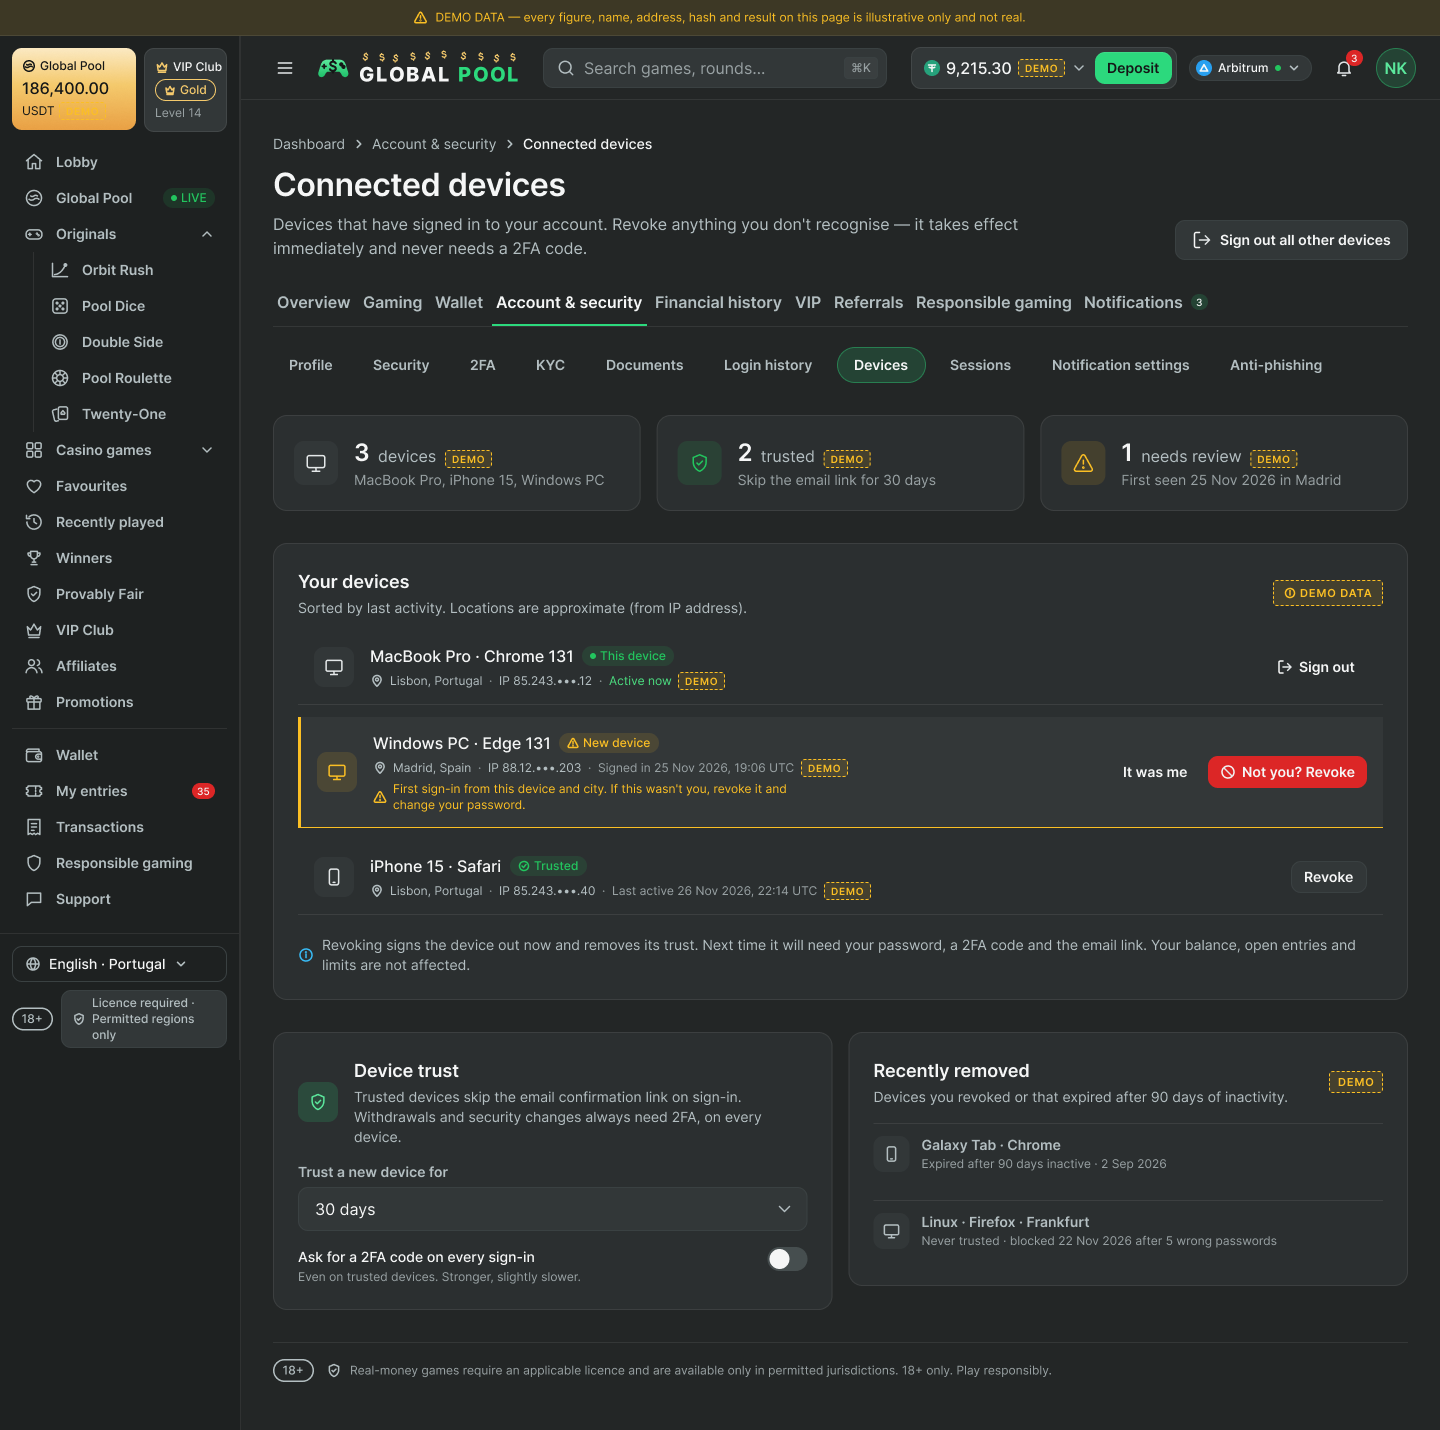 DEMO DATA — every figure, name, address, hash and result on this page is illustrative only and not real.
Global Pool
186,400.00
USDT DEMO
VIP Club
Gold
Level 14
Lobby
Global Pool LIVE
Originals
Orbit Rush
Pool Dice
Double Side
Pool Roulette
Twenty-One
Casino games
Favourites
Recently played
Winners
Provably Fair
VIP Club
Affiliates
Promotions
Wallet
My entries 35
Transactions
Responsible gaming
Support
English · Portugal
18+
Licence required ·
Permitted regions
only
$ $ $ $ $ $ $ $ $ $
GLOBAL POOL
Search games, rounds... ⌘K
9,215.30 DEMO
Deposit
Arbitrum
3
NK
Dashboard > Account & security > Connected devices
Connected devices
Devices that have signed in to your account. Revoke anything you don't recognise — it takes effect
immediately and never needs a 2FA code.
Sign out all other devices
Overview Gaming Wallet Account & security Financial history VIP Referrals Responsible gaming Notifications 3
Profile Security 2FA KYC Documents Login history Devices Sessions Notification settings Anti-phishing
3 devices DEMO
MacBook Pro, iPhone 15, Windows PC
2 trusted DEMO
Skip the email link for 30 days
1 needs review DEMO
First seen 25 Nov 2026 in Madrid
Your devices
Sorted by last activity. Locations are approximate (from IP address).
DEMO DATA
MacBook Pro · Chrome 131 This device
Lisbon, Portugal · IP 85.243.•••.12 · Active now DEMO
Sign out
Windows PC · Edge 131 New device
Madrid, Spain · IP 88.12.•••.203 · Signed in 25 Nov 2026, 19:06 UTC DEMO
First sign-in from this device and city. If this wasn't you, revoke it and
change your password.
It was me
Not you? Revoke
iPhone 15 · Safari Trusted
Lisbon, Portugal · IP 85.243.•••.40 · Last active 26 Nov 2026, 22:14 UTC DEMO
Revoke
Revoking signs the device out now and removes its trust. Next time it will need your password, a 2FA code and the email link. Your balance, open entries and
limits are not affected.
Device trust
Trusted devices skip the email confirmation link on sign-in.
Withdrawals and security changes always need 2FA, on every
device.
Trust a new device for
30 days
Ask for a 2FA code on every sign-in
Even on trusted devices. Stronger, slightly slower.
Recently removed
Devices you revoked or that expired after 90 days of inactivity.
DEMO
Galaxy Tab · Chrome
Expired after 90 days inactive · 2 Sep 2026
Linux · Firefox · Frankfurt
Never trusted · blocked 22 Nov 2026 after 5 wrong passwords
18+
Real-money games require an applicable licence and are available only in permitted jurisdictions. 18+ only. Play responsibly.